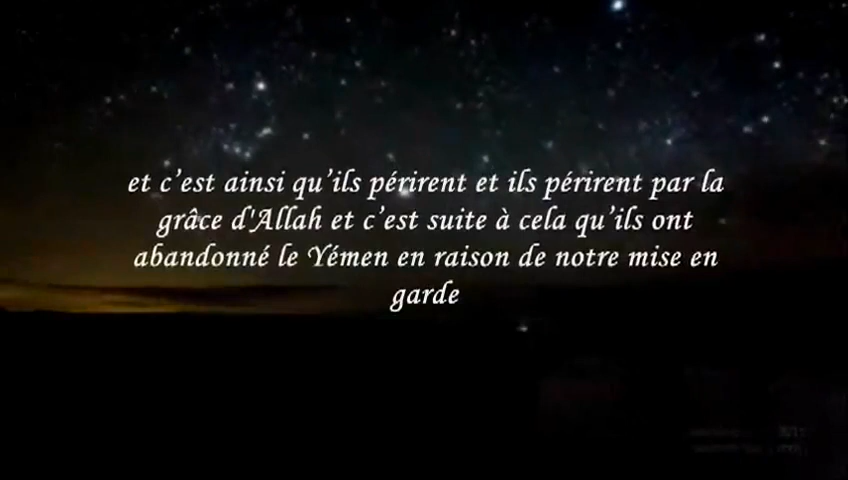 et c’est ainsi qu’ils périrent et ils périrent par la
grâce d'Allah et c’est suite à cela qu’ils ont
abandonné le Yémen en raison de notre mise en
garde